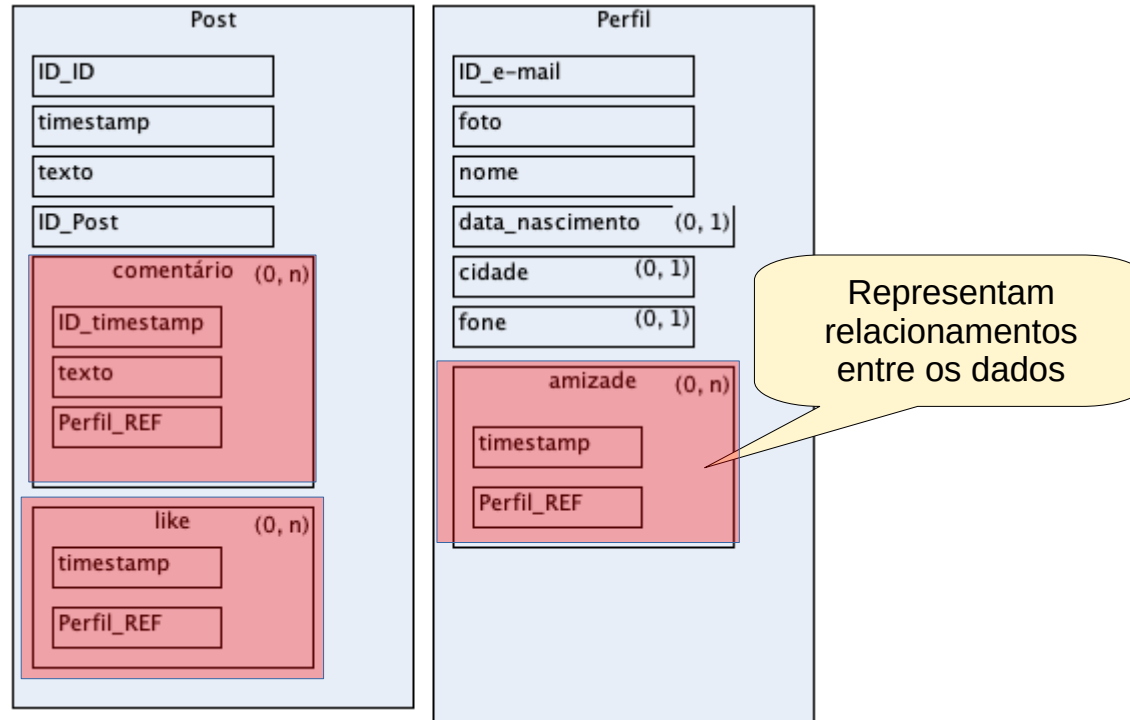 Post
ID_ID
timestamp
texto
ID_Post
comentário (0, n)
ID_timestamp
texto
Perfil_REF
like (0, n)
timestamp
Perfil_REF
Perfil
ID_e-mail
foto
nome
data_nascimento (0, 1)
cidade (0, 1)
fone (0, 1)
amizade (0, n)
timestamp
Perfil_REF
Representam
relacionamentos
entre os dados